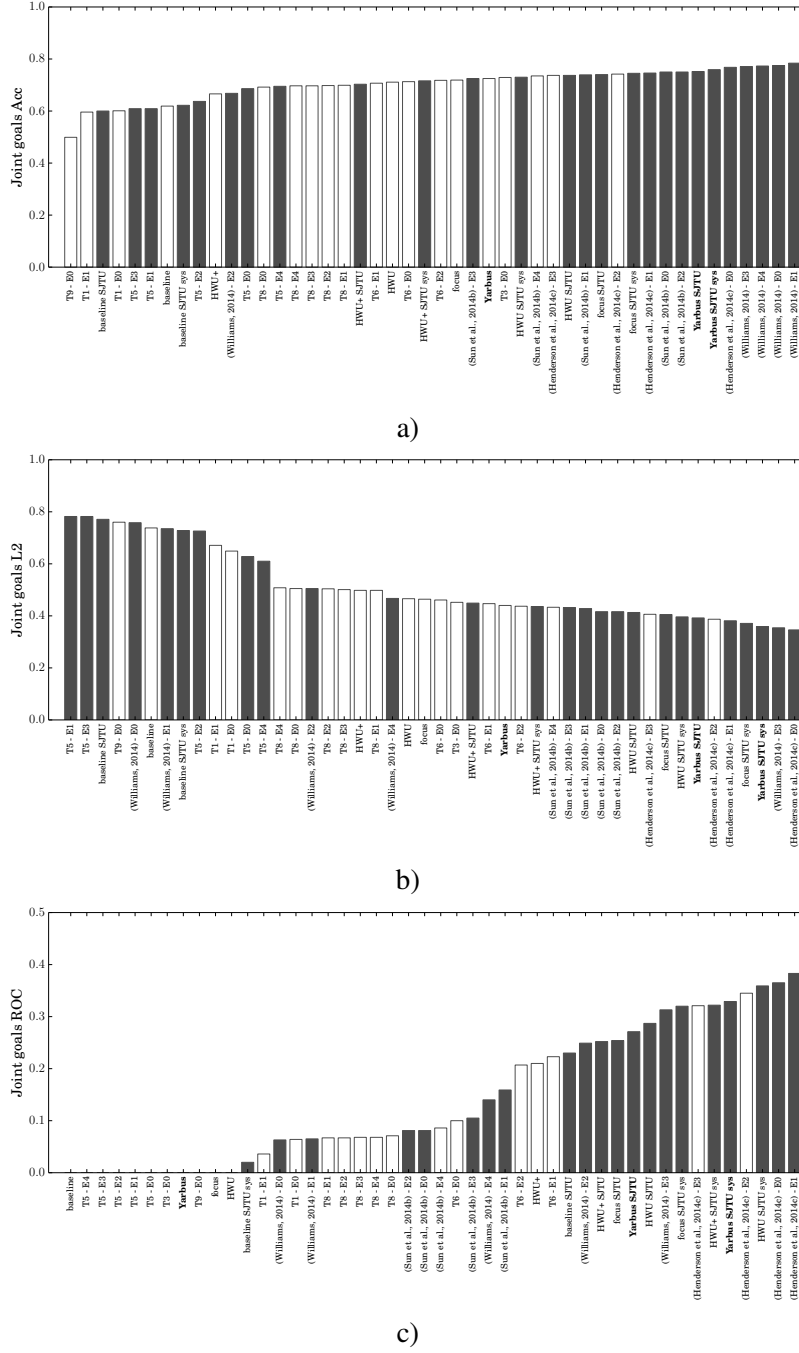 1.0
0.8
0.6
0.4
0.2
0.0
Joint goals Acc
T9 - E0
T1 - E1
baseline SJTU
T1 - E0
T5 - E3
T5 - E1
baseline
baseline SJTU sys
T5 - E2
HWU+
(Williams, 2014) - E2
T5 - E0
T8 - E0
T5 - E4
T8 - E4
T8 - E3
T8 - E2
T8 - E1
HWU+ SJTU
T6 - E1
HWU
T6 - E0
HWU+ SJTU sys
T6 - E2
focus
(Sun et al., 2014b) - E3
Yarbus
T3 - E0
HWU SJTU sys
(Sun et al., 2014b) - E4
(Henderson et al., 2014c) - E3
HWU SJTU
(Sun et al., 2014b) - E1
focus SJTU
(Henderson et al., 2014c) - E2
focus SJTU sys
(Henderson et al., 2014c) - E1
(Sun et al., 2014b) - E0
(Sun et al., 2014b) - E2
Yarbus SJTU
Yarbus SJTU sys
(Henderson et al., 2014c) - E0
(Williams, 2014) - E3
(Williams, 2014) - E4
(Williams, 2014) - E0
(Williams, 2014) - E1
a)
1.0
0.8
0.6
0.4
0.2
0.0
Joint goals L2
T5 - E1
T5 - E3
baseline SJTU
T9 - E0
(Williams, 2014) - E0
baseline
(Williams, 2014) - E1
baseline SJTU sys
T5 - E2
T1 - E1
T1 - E0
T5 - E0
T5 - E4
T8 - E4
T8 - E0
(Williams, 2014) - E2
T8 - E2
T8 - E3
HWU+
T8 - E1
(Williams, 2014) - E4
HWU
focus
T6 - E0
T3 - E0
HWU+ SJTU
T6 - E1
Yarbus
T6 - E2
HWU+ SJTU sys
(Sun et al., 2014b) - E4
(Sun et al., 2014b) - E3
(Sun et al., 2014b) - E1
(Sun et al., 2014b) - E0
(Sun et al., 2014b) - E2
HWU SJTU
(Henderson et al., 2014c) - E3
focus SJTU
HWU SJTU sys
Yarbus SJTU
(Henderson et al., 2014c) - E2
(Henderson et al., 2014c) - E1
focus SJTU sys
Yarbus SJTU sys
(Williams, 2014) - E3
(Henderson et al., 2014c) - E0
b)
0.5
0.4
0.3
0.2
0.1
0.0
Joint goals ROC
baseline
T5 - E4
T5 - E3
T5 - E2
T5 - E1
T5 - E0
T3 - E0
Yarbus
T9 - E0
focus
HWU
baseline SJTU sys
T1 - E1
(Williams, 2014) - E0
T1 - E0
(Williams, 2014) - E1
T8 - E1
T8 - E2
T8 - E3
T8 - E4
T8 - E0
(Sun et al., 2014b) - E2
(Sun et al., 2014b) - E0
(Sun et al., 2014b) - E4
T6 - E0
(Sun et al., 2014b) - E3
(Williams, 2014) - E4
(Sun et al., 2014b) - E1
T6 - E2
HWU+
T6 - E1
baseline SJTU
(Williams, 2014) - E2
HWU+ SJTU
focus SJTU
Yarbus SJTU
HWU SJTU
(Williams, 2014) - E3
focus SJTU sys
(Henderson et al., 2014c) - E3
HWU+ SJTU sys
Yarbus SJTU sys
(Henderson et al., 2014c) - E2
HWU SJTU sys
(Henderson et al., 2014c) - E0
(Henderson et al., 2014c) - E1
c)